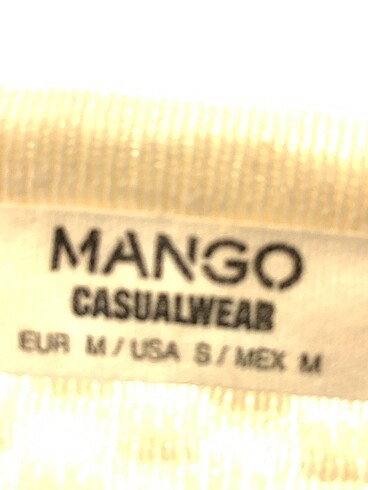 MANGO
CASUALWEAR
EUR M / USA S / MEX M